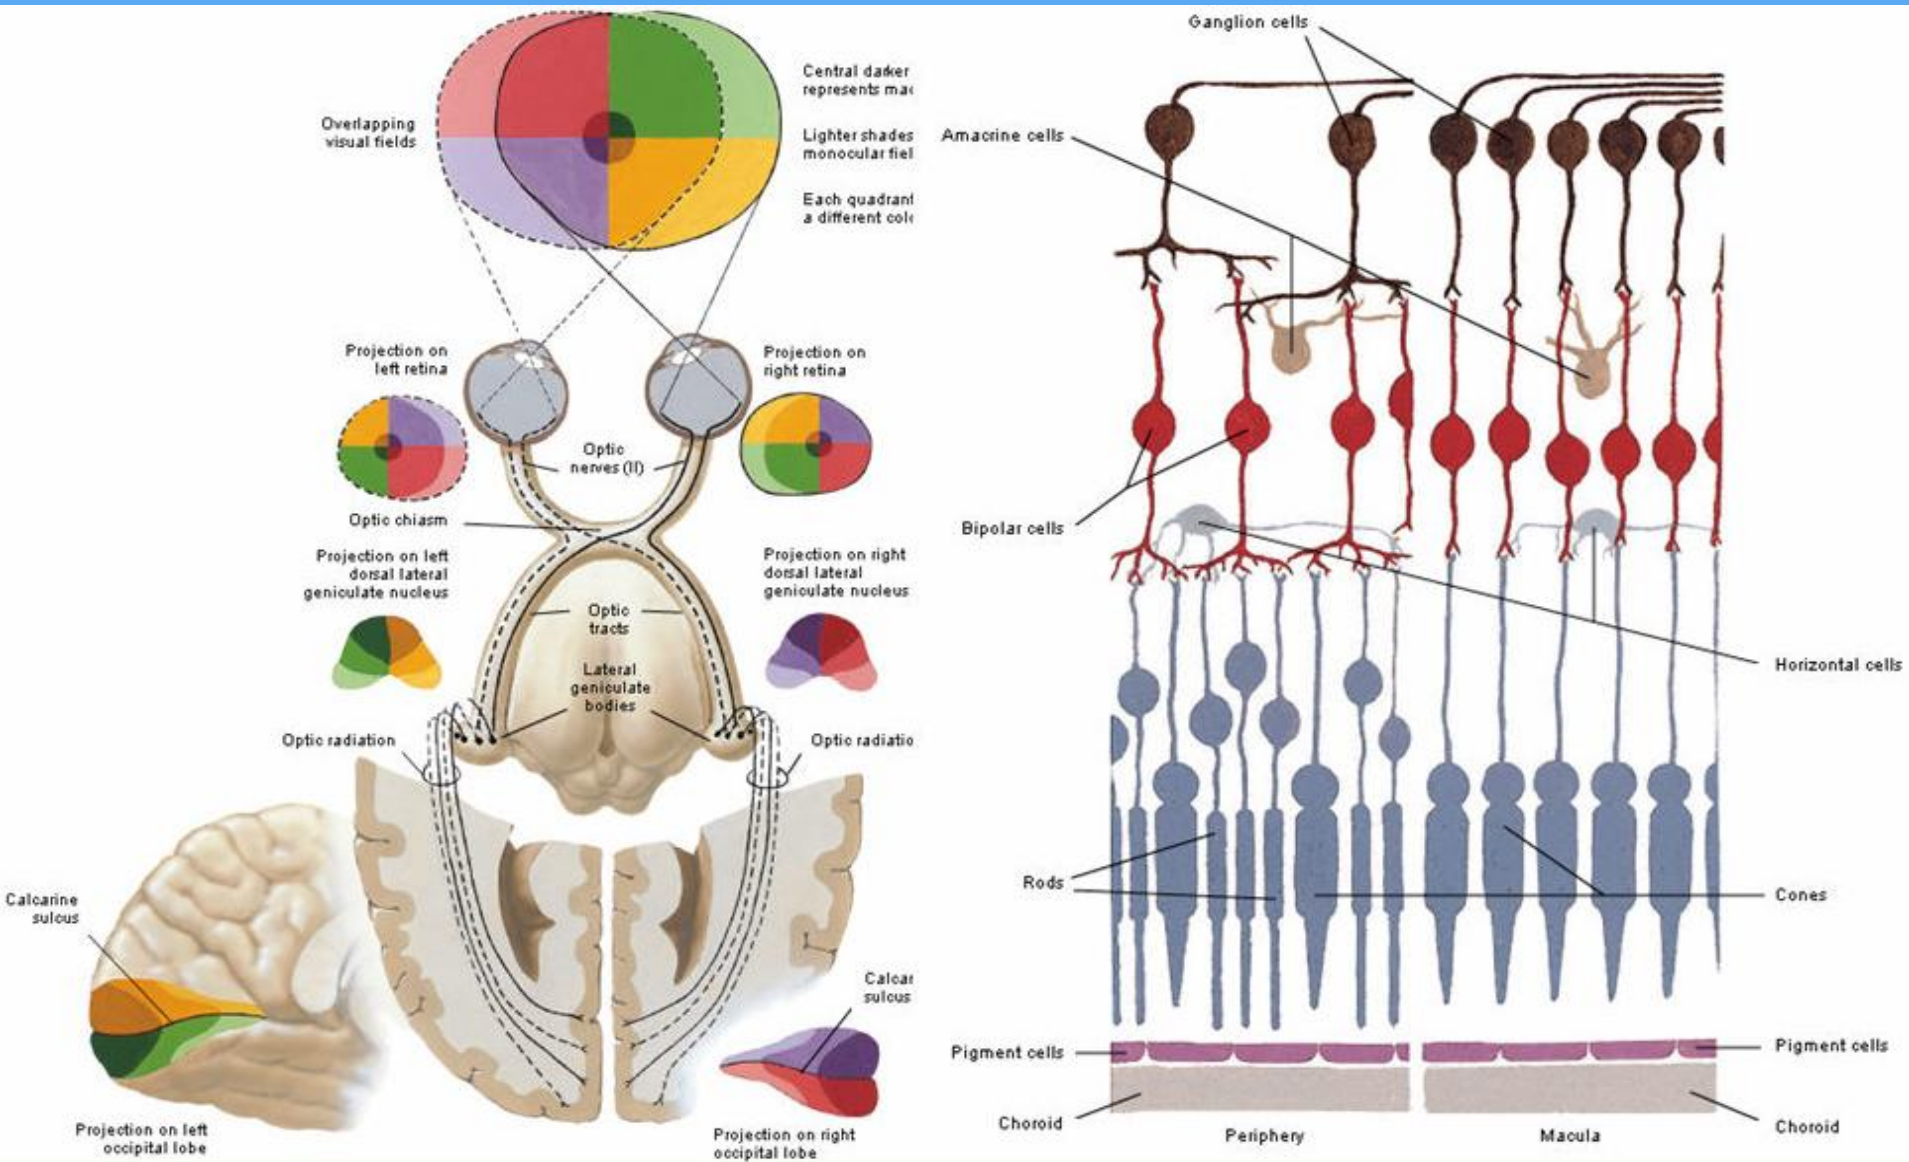 Overlapping
visual fields
Central darker
represents mac
Lighter shades
monocular fiel
Each quadrant
a different colo
Projection on
left retina
Projection on
right retina
Optic
nerves (II)
Optic chiasm
Projection on left
dorsal lateral
geniculate nucleus
Projection on right
dorsal lateral
geniculate nucleus
Optic
tracts
Lateral
geniculate
bodies
Optic radiation
Optic radiatio
Calcarine
sulcus
Calcar
sulcus
Projection on left
occipital lobe
Projection on right
occipital lobe
Ganglion cells
Amacrine cells
Bipolar cells
Horizontal cells
Rods
Cones
Pigment cells
Pigment cells
Choroid
Choroid
Periphery
Macula